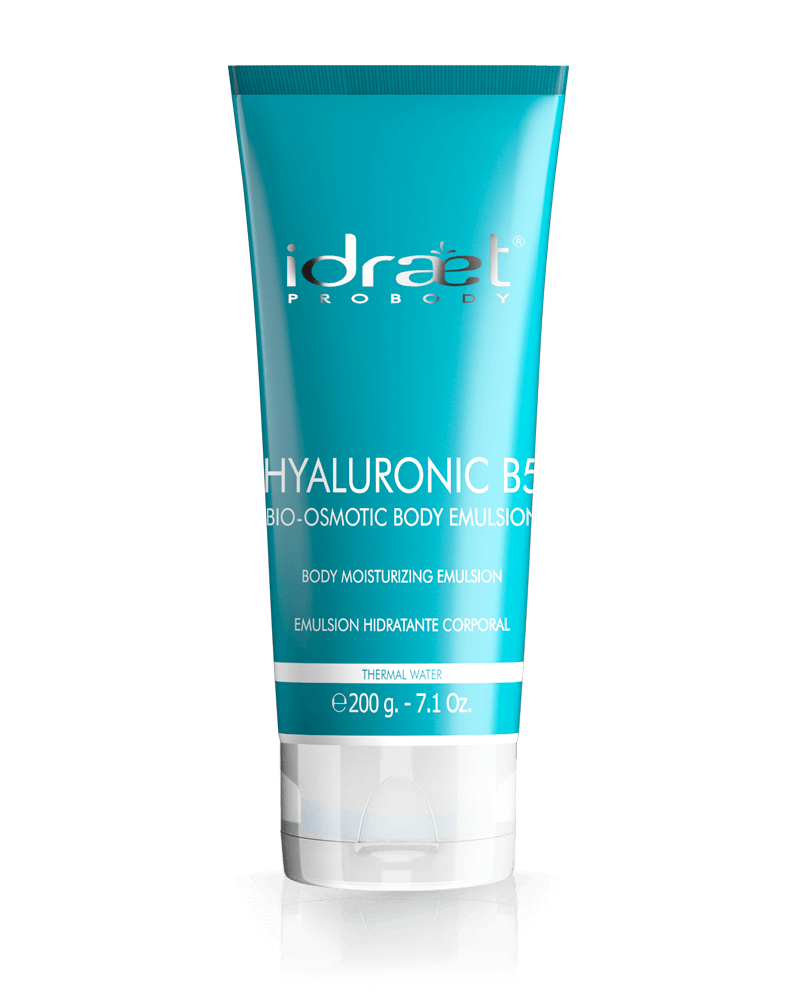 idraet®
PROBODY
HYALURONIC B5
BIO-OSMOTIC BODY EMULSION
BODY MOISTURIZING EMULSION
EMULSION HIDRATANTE CORPORAL
THERMAL WATER
℮200 g. - 7.1 Oz.